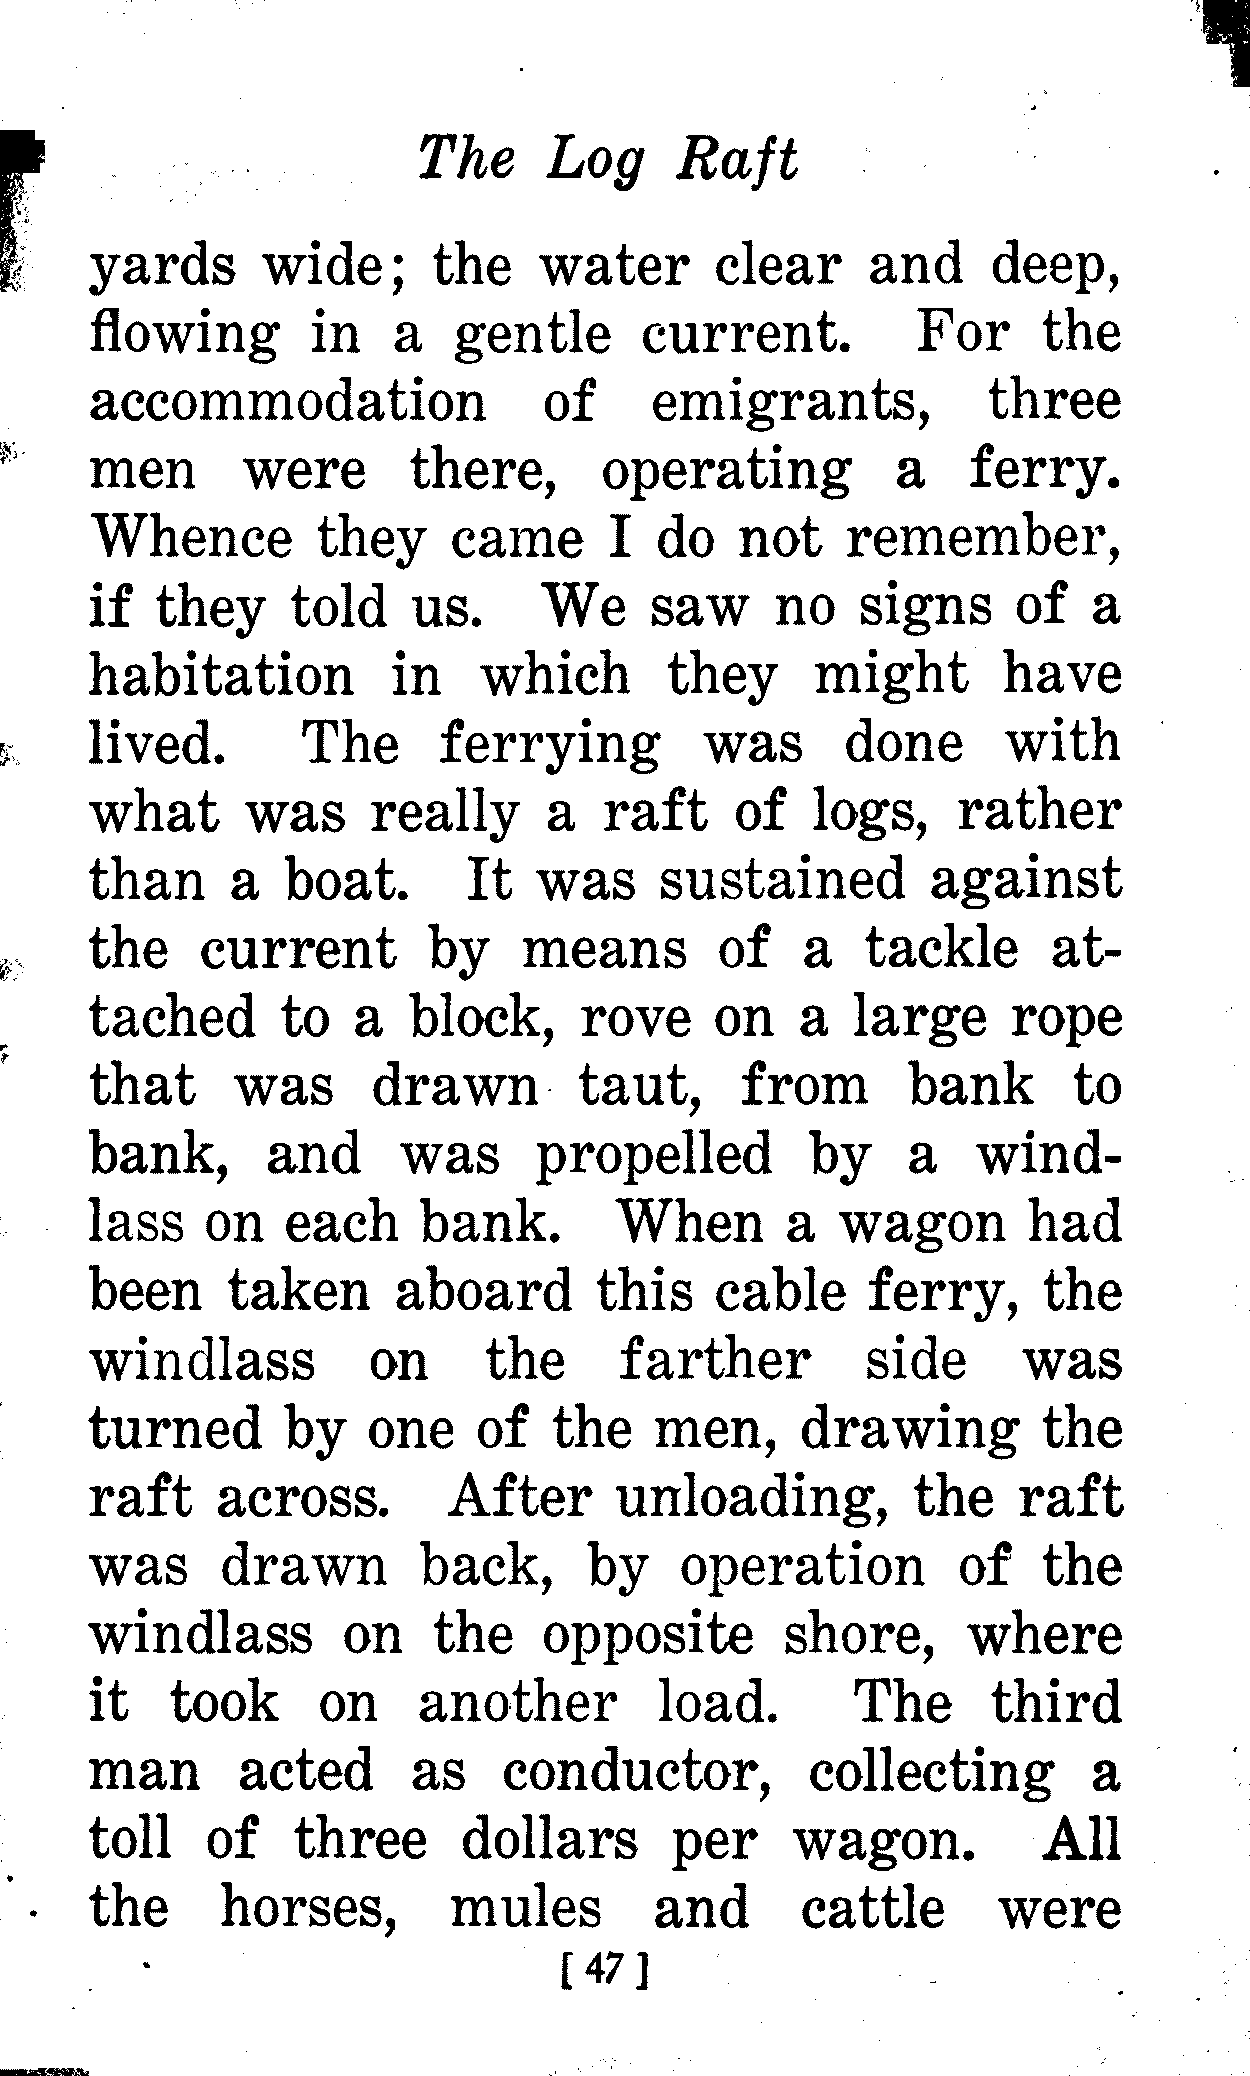 The Log Raft
yards wide; the water clear and deep,
flowing in a gentle current. For the
accommodation of emigrants, three
men were there, operating a ferry.
Whence they came I do not remember,
if they told us. We saw no signs of a
habitation in which they might have
lived. The ferrying was done with
what was really a raft of logs, rather
than a boat. It was sustained against
the current by means of a tackle at-
tached to a block, rove on a large rope
that was drawn taut, from bank to
bank, and was propelled by a wind-
lass on each bank. When a wagon had
been taken aboard this cable ferry, the
windlass on the farther side was
turned by one of the men, drawing the
raft across. After unloading, the raft
was drawn back, by operation of the
windlass on the opposite shore, where
it took on another load. The third
man acted as conductor, collecting a
toll of three dollars per wagon. All
the horses, mules and cattle were
[ 47 ]